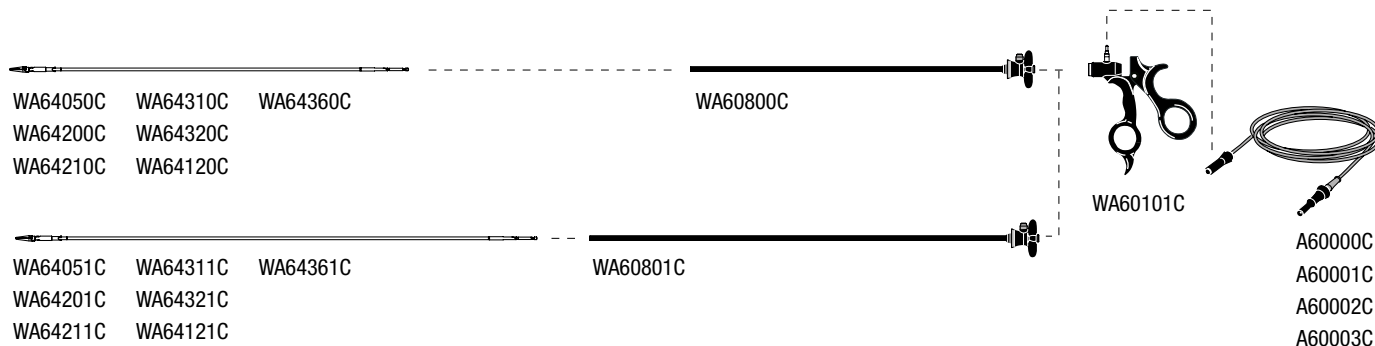 WA64050C WA64310C WA64360C WA60800C
WA64200C WA64320C
WA64210C WA64120C
WA60101C
WA64051C WA64311C WA64361C WA60801C
WA64201C WA64321C
WA64211C WA64121C
A60000C
A60001C
A60002C
A60003C